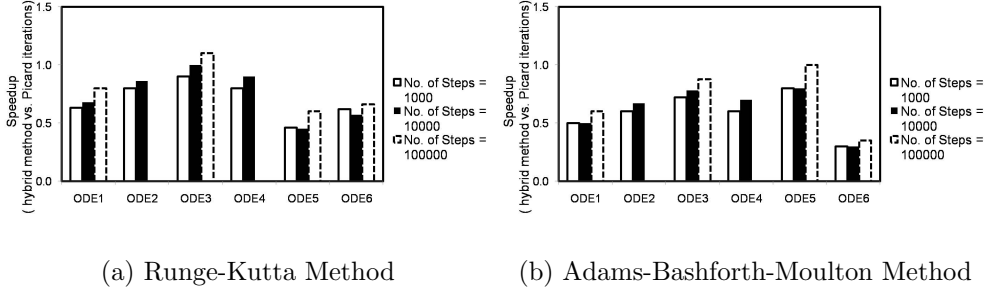 Speedup
( hybrid method vs. Picard iterations)
1.5
1.0
0.5
0.0
ODE1 ODE2 ODE3 ODE4 ODE5 ODE6
No. of Steps =
1000
No. of Steps =
10000
No. of Steps =
100000
(a) Runge-Kutta Method
Speedup
( hybrid method vs. Picard iterations)
1.5
1.0
0.5
0.0
ODE1 ODE2 ODE3 ODE4 ODE5 ODE6
No. of Steps =
1000
No. of Steps =
10000
No. of Steps =
100000
(b) Adams-Bashforth-Moulton Method